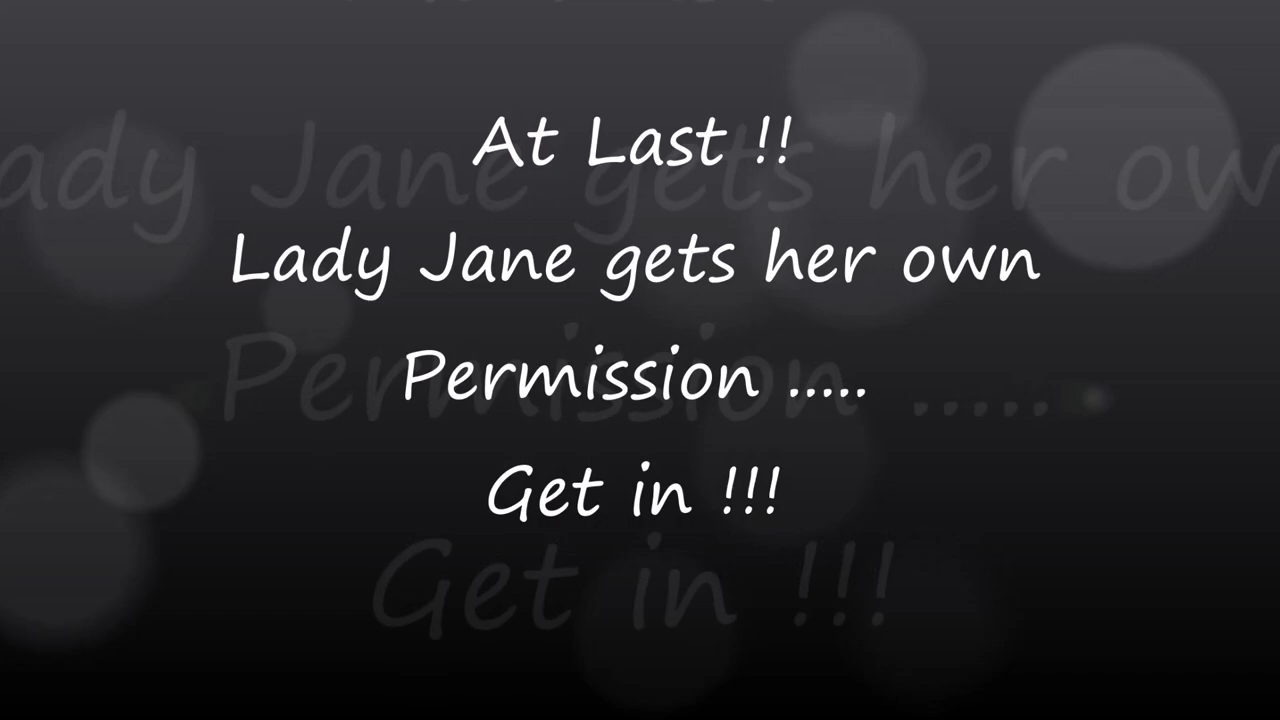 At Last !!
Lady Jane gets her own
Permission .....
Get in !!!